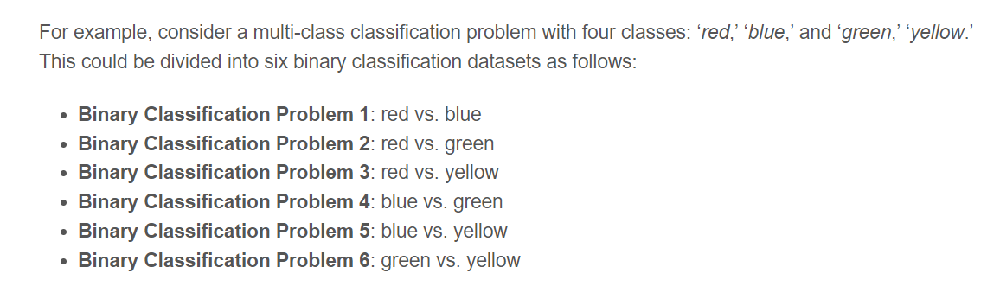 For example, consider a multi-class classification problem with four classes: ‘red,’ ‘blue,’ and ‘green,’ ‘yellow.’
This could be divided into six binary classification datasets as follows:
• Binary Classification Problem 1: red vs. blue
• Binary Classification Problem 2: red vs. green
• Binary Classification Problem 3: red vs. yellow
• Binary Classification Problem 4: blue vs. green
• Binary Classification Problem 5: blue vs. yellow
• Binary Classification Problem 6: green vs. yellow